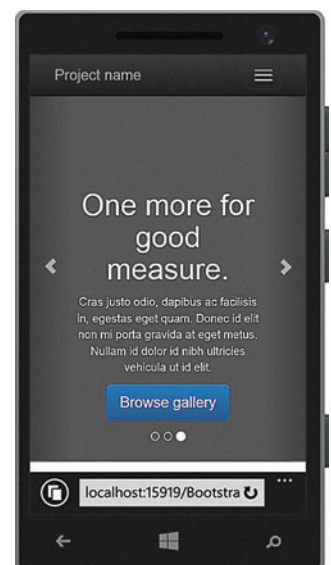 Project name
One more for
good
measure.
Cras justo odio, dapibus ac facilisis
in, egestas eget quam. Donec id elit
non mi porta gravida at eget metus.
Nullam id dolor id nibh ultricies
vehicula ut id elit.
Browse gallery
localhost:15919/Bootstra